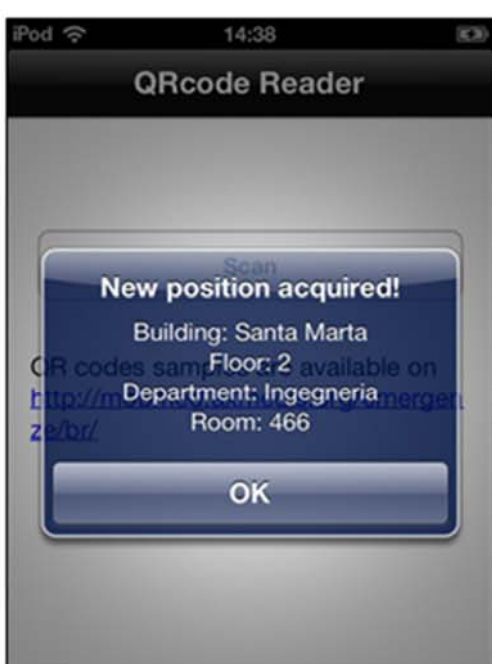 iPod 14:38
QRcode Reader
Scan
New position acquired!
Building: Santa Marta
Floor: 2
Department: Ingegneria
Room: 466
QR codes available on
ze/br/
OK